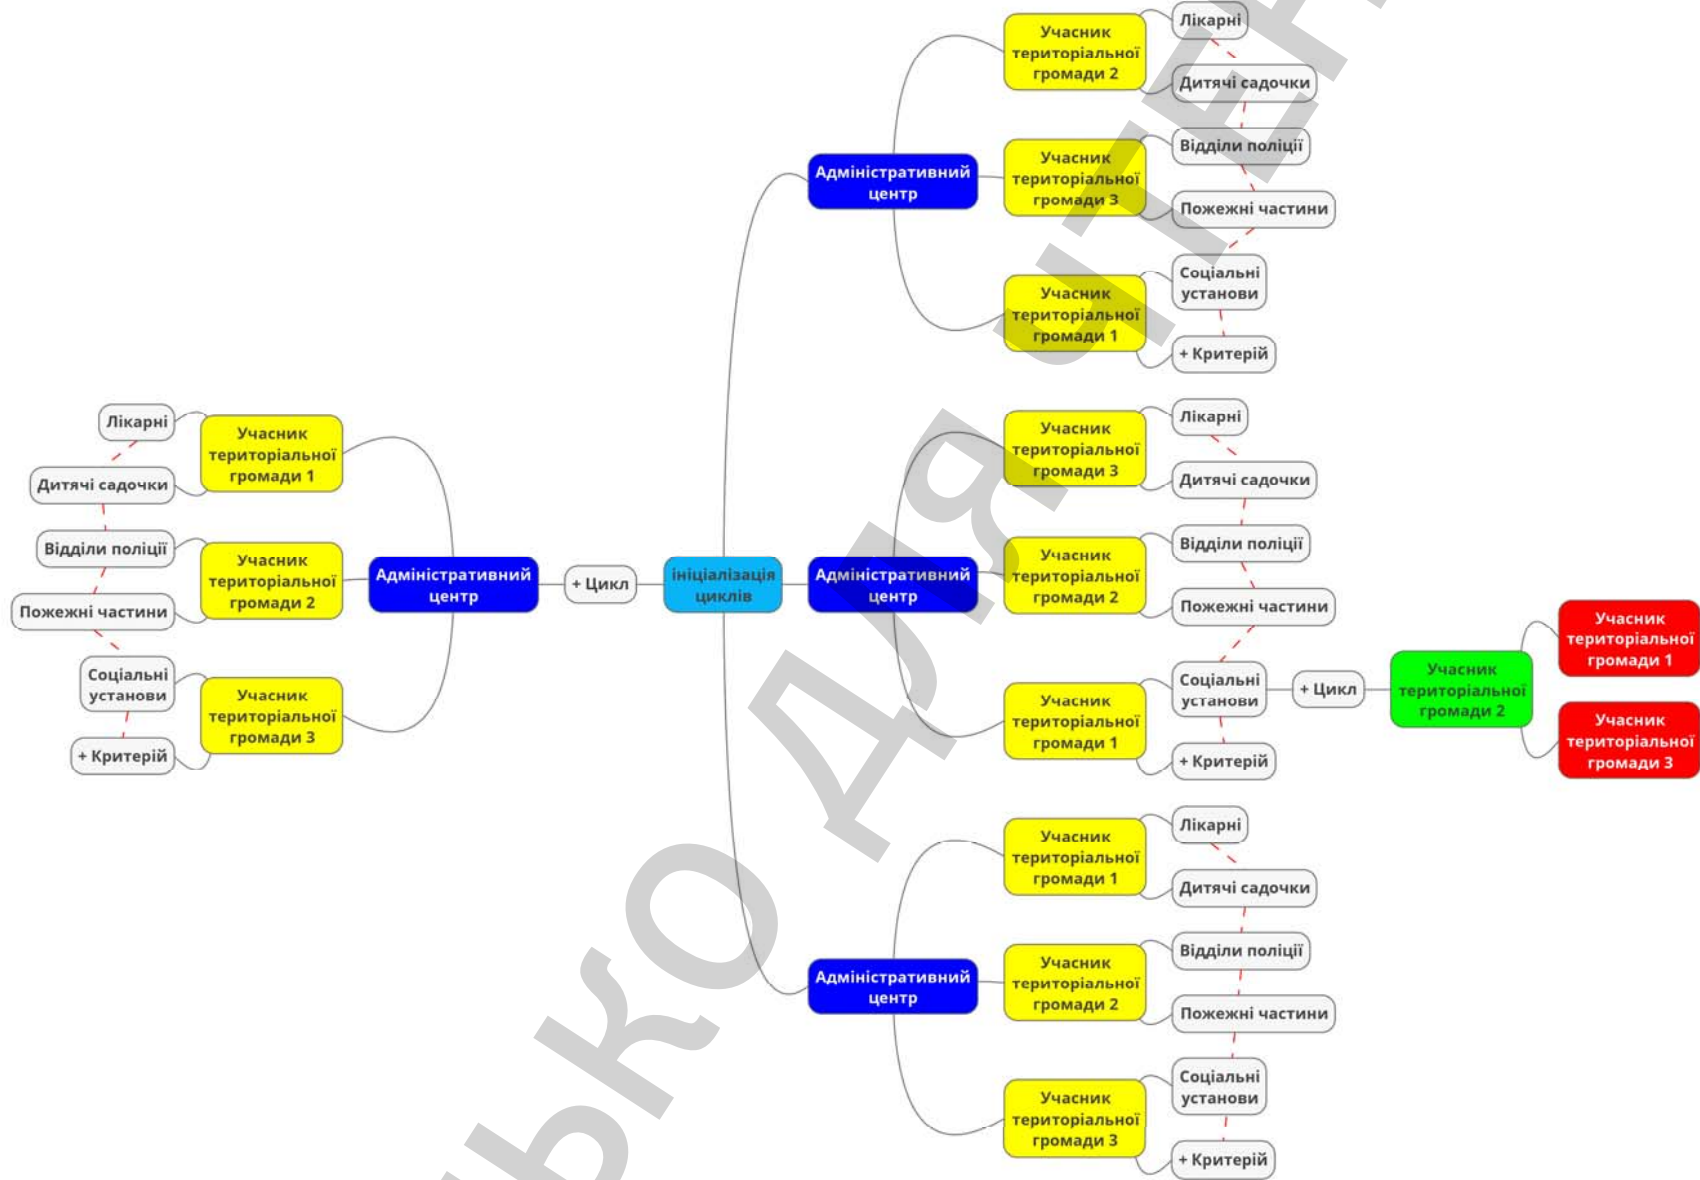 Лікарні
Дитячі садочки
Відділи поліції
Пожежні частини
Соціальні
установи
+ Критерій
Учасник
територіальної
громади 1
Учасник
територіальної
громади 2
Учасник
територіальної
громади 3
Адміністративний
центр
+ Цикл
ініціалізація
циклів
Адміністративний
центр
Учасник
територіальної
громади 2
Учасник
територіальної
громади 3
Учасник
територіальної
громади 1
Лікарні
Дитячі садочки
Відділи поліції
Пожежні частини
Соціальні
установи
+ Критерій
Адміністративний
центр
Учасник
територіальної
громади 3
Учасник
територіальної
громади 2
Учасник
територіальної
громади 1
Лікарні
Дитячі садочки
Відділи поліції
Пожежні частини
Соціальні
установи
+ Критерій
+ Цикл
Учасник
територіальної
громади 2
Учасник
територіальної
громади 1
Учасник
територіальної
громади 3
Адміністративний
центр
Учасник
територіальної
громади 1
Учасник
територіальної
громади 2
Учасник
територіальної
громади 3
Лікарні
Дитячі садочки
Відділи поліції
Пожежні частини
Соціальні
установи
+ Критерій
ЬКО ДЛЯ ЧТЕН